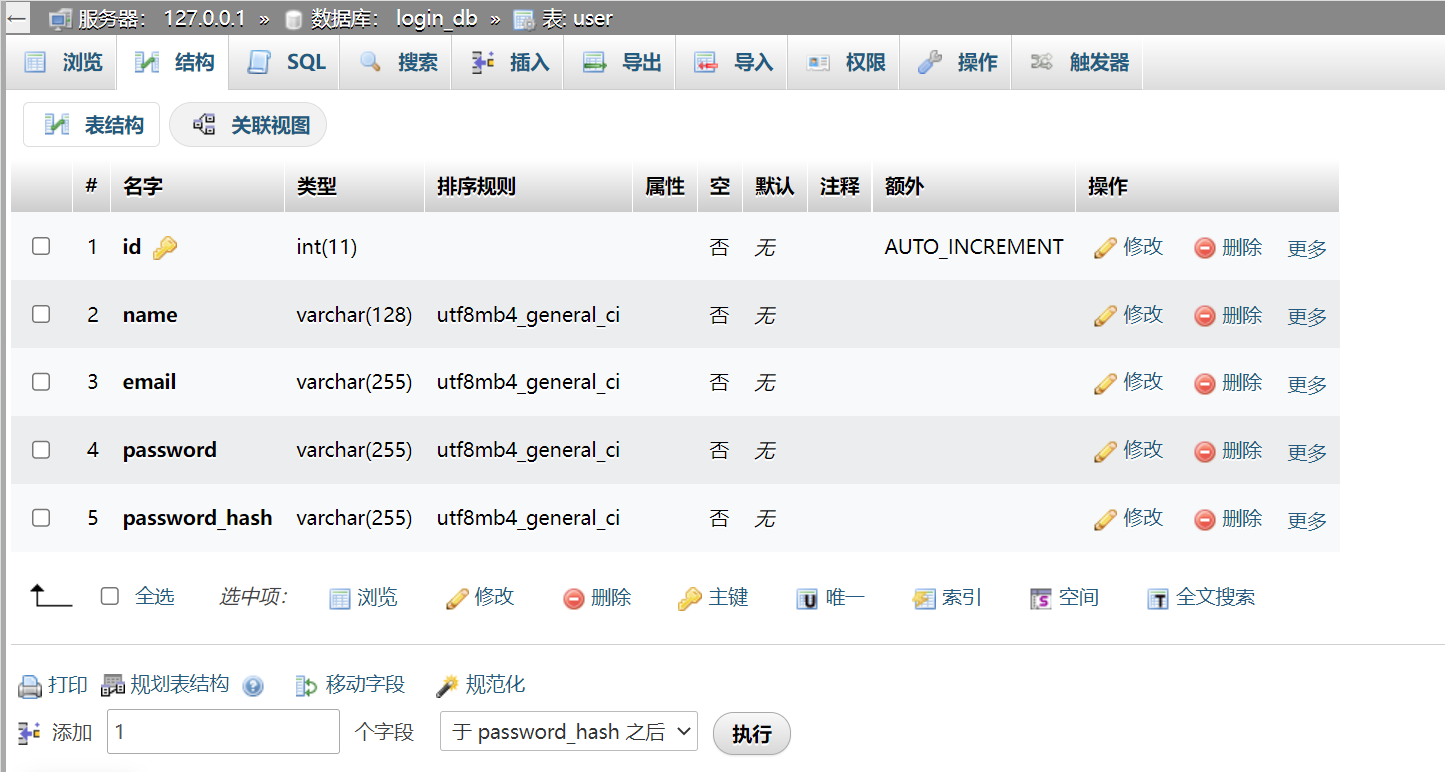 服务器： 127.0.0.1 » 数据库： login_db » 表: user
浏览 结构 SQL 搜索 插入 导出 导入 权限 操作 触发器
表结构 关联视图
# 名字 类型 排序规则 属性 空 默认 注释 额外 操作
1 id int(11) 否 无 AUTO_INCREMENT 修改 删除 更多
2 name varchar(128) utf8mb4_general_ci 否 无 修改 删除 更多
3 email varchar(255) utf8mb4_general_ci 否 无 修改 删除 更多
4 password varchar(255) utf8mb4_general_ci 否 无 修改 删除 更多
5 password_hash varchar(255) utf8mb4_general_ci 否 无 修改 删除 更多
全选 选中项： 浏览 修改 删除 主键 唯一 索引 空间 全文搜索
打印 规划表结构 移动字段 规范化
添加 1 个字段 于 password_hash 之后 执行